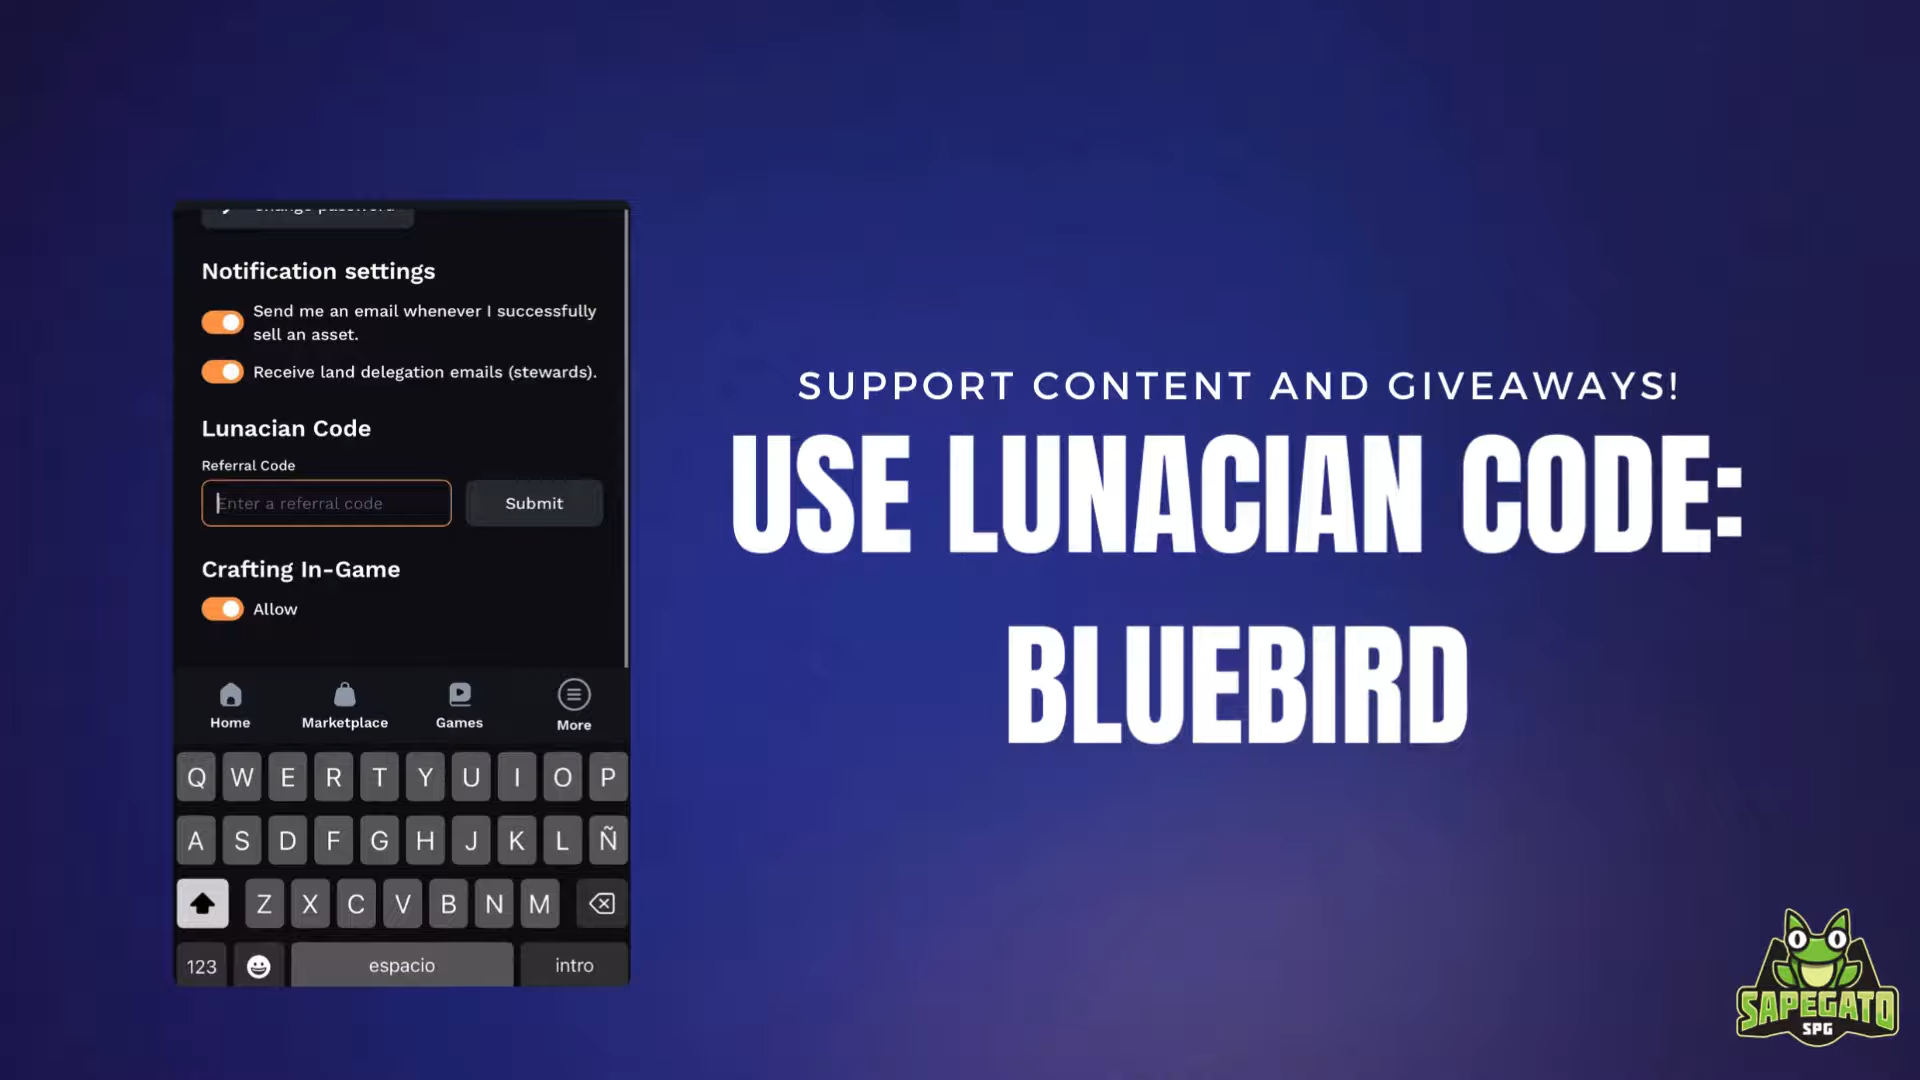 Change password
Notification settings
Send me an email whenever I successfully
sell an asset.
Receive land delegation emails (stewards).
Lunacian Code
Referral Code
Enter a referral code
Submit
Crafting In-Game
Allow
Home
Marketplace
Games
More
Q W E R T Y U I O P
A S D F G H J K L Ñ
Z X C V B N M
123
espacio
intro
SUPPORT CONTENT AND GIVEAWAYS!
USE LUNACIAN CODE:
BLUEBIRD
SAPEGATO
SPG